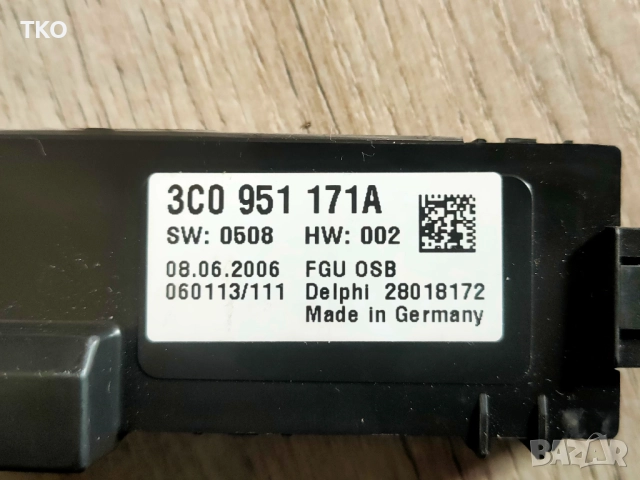 TKO
3C0 951 171A
SW: 0508 HW: 002
08.06.2006 FGU OSB
060113/111 Delphi 28018172
Made in Germany
BAZAR